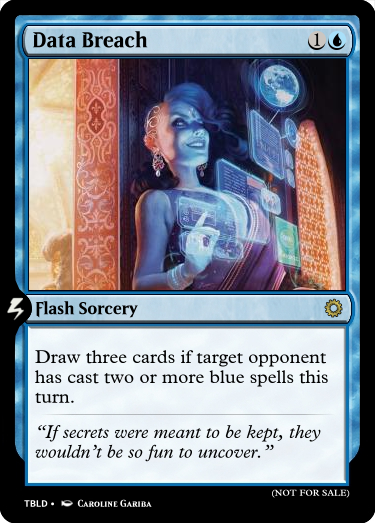 Data Breach 1
Flash Sorcery
Draw three cards if target opponent
has cast two or more blue spells this
turn.
“If secrets were meant to be kept, they
wouldn’t be so fun to uncover.”
(NOT FOR SALE)
TBLD • Caroline Gariba